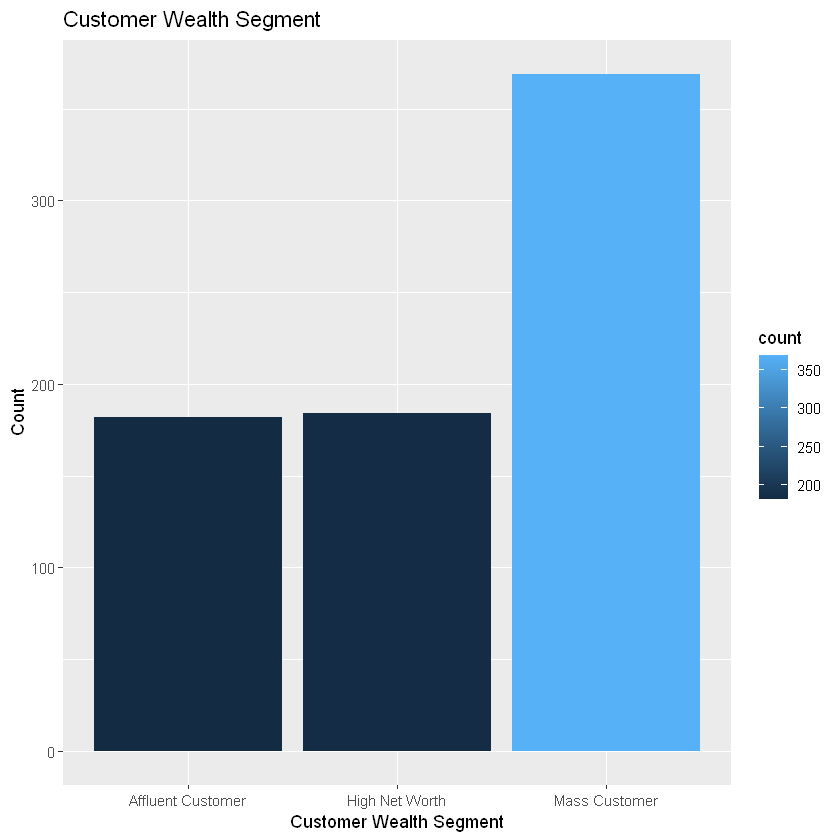 Customer Wealth Segment
Count
300
200
100
0
Affluent Customer
High Net Worth
Mass Customer
Customer Wealth Segment
count
350
300
250
200